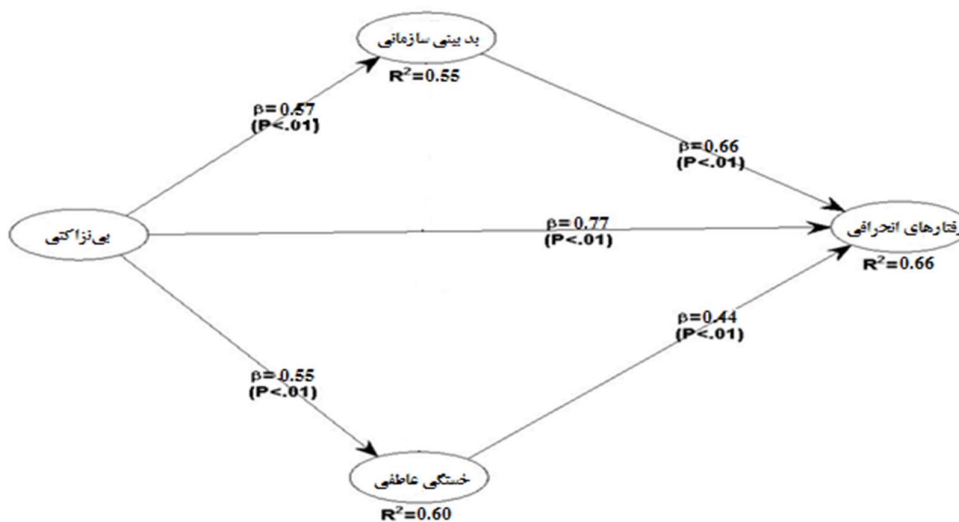 بدبینی سازمانی
R²=0.55
β=0.57
(P<.01)
β=0.66
(P<.01)
بی‌نزاکتی
β=0.77
(P<.01)
رفتارهای انحرافی
R²=0.66
β=0.44
(P<.01)
β=0.55
(P<.01)
خستگی عاطفی
R²=0.60